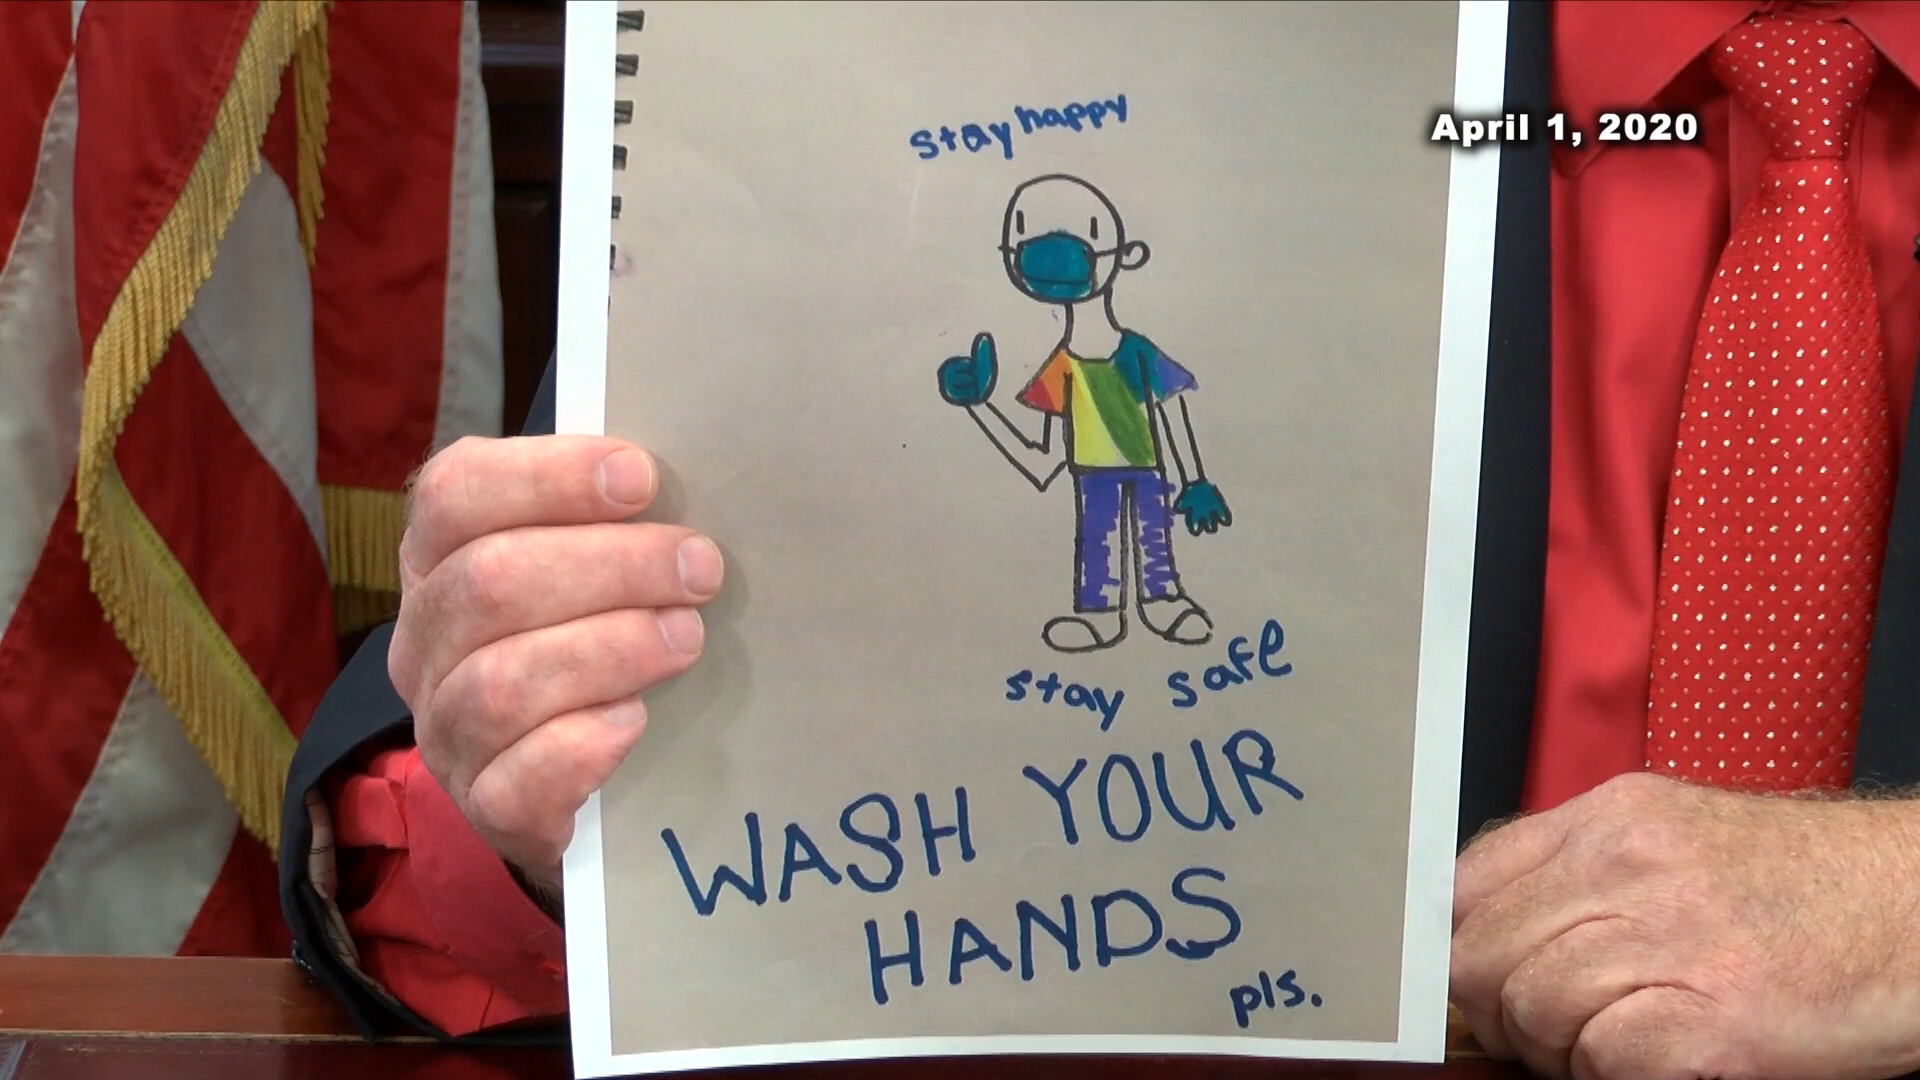 stay happy
April 1, 2020
stay safe
WASH YOUR
HANDS
pls.